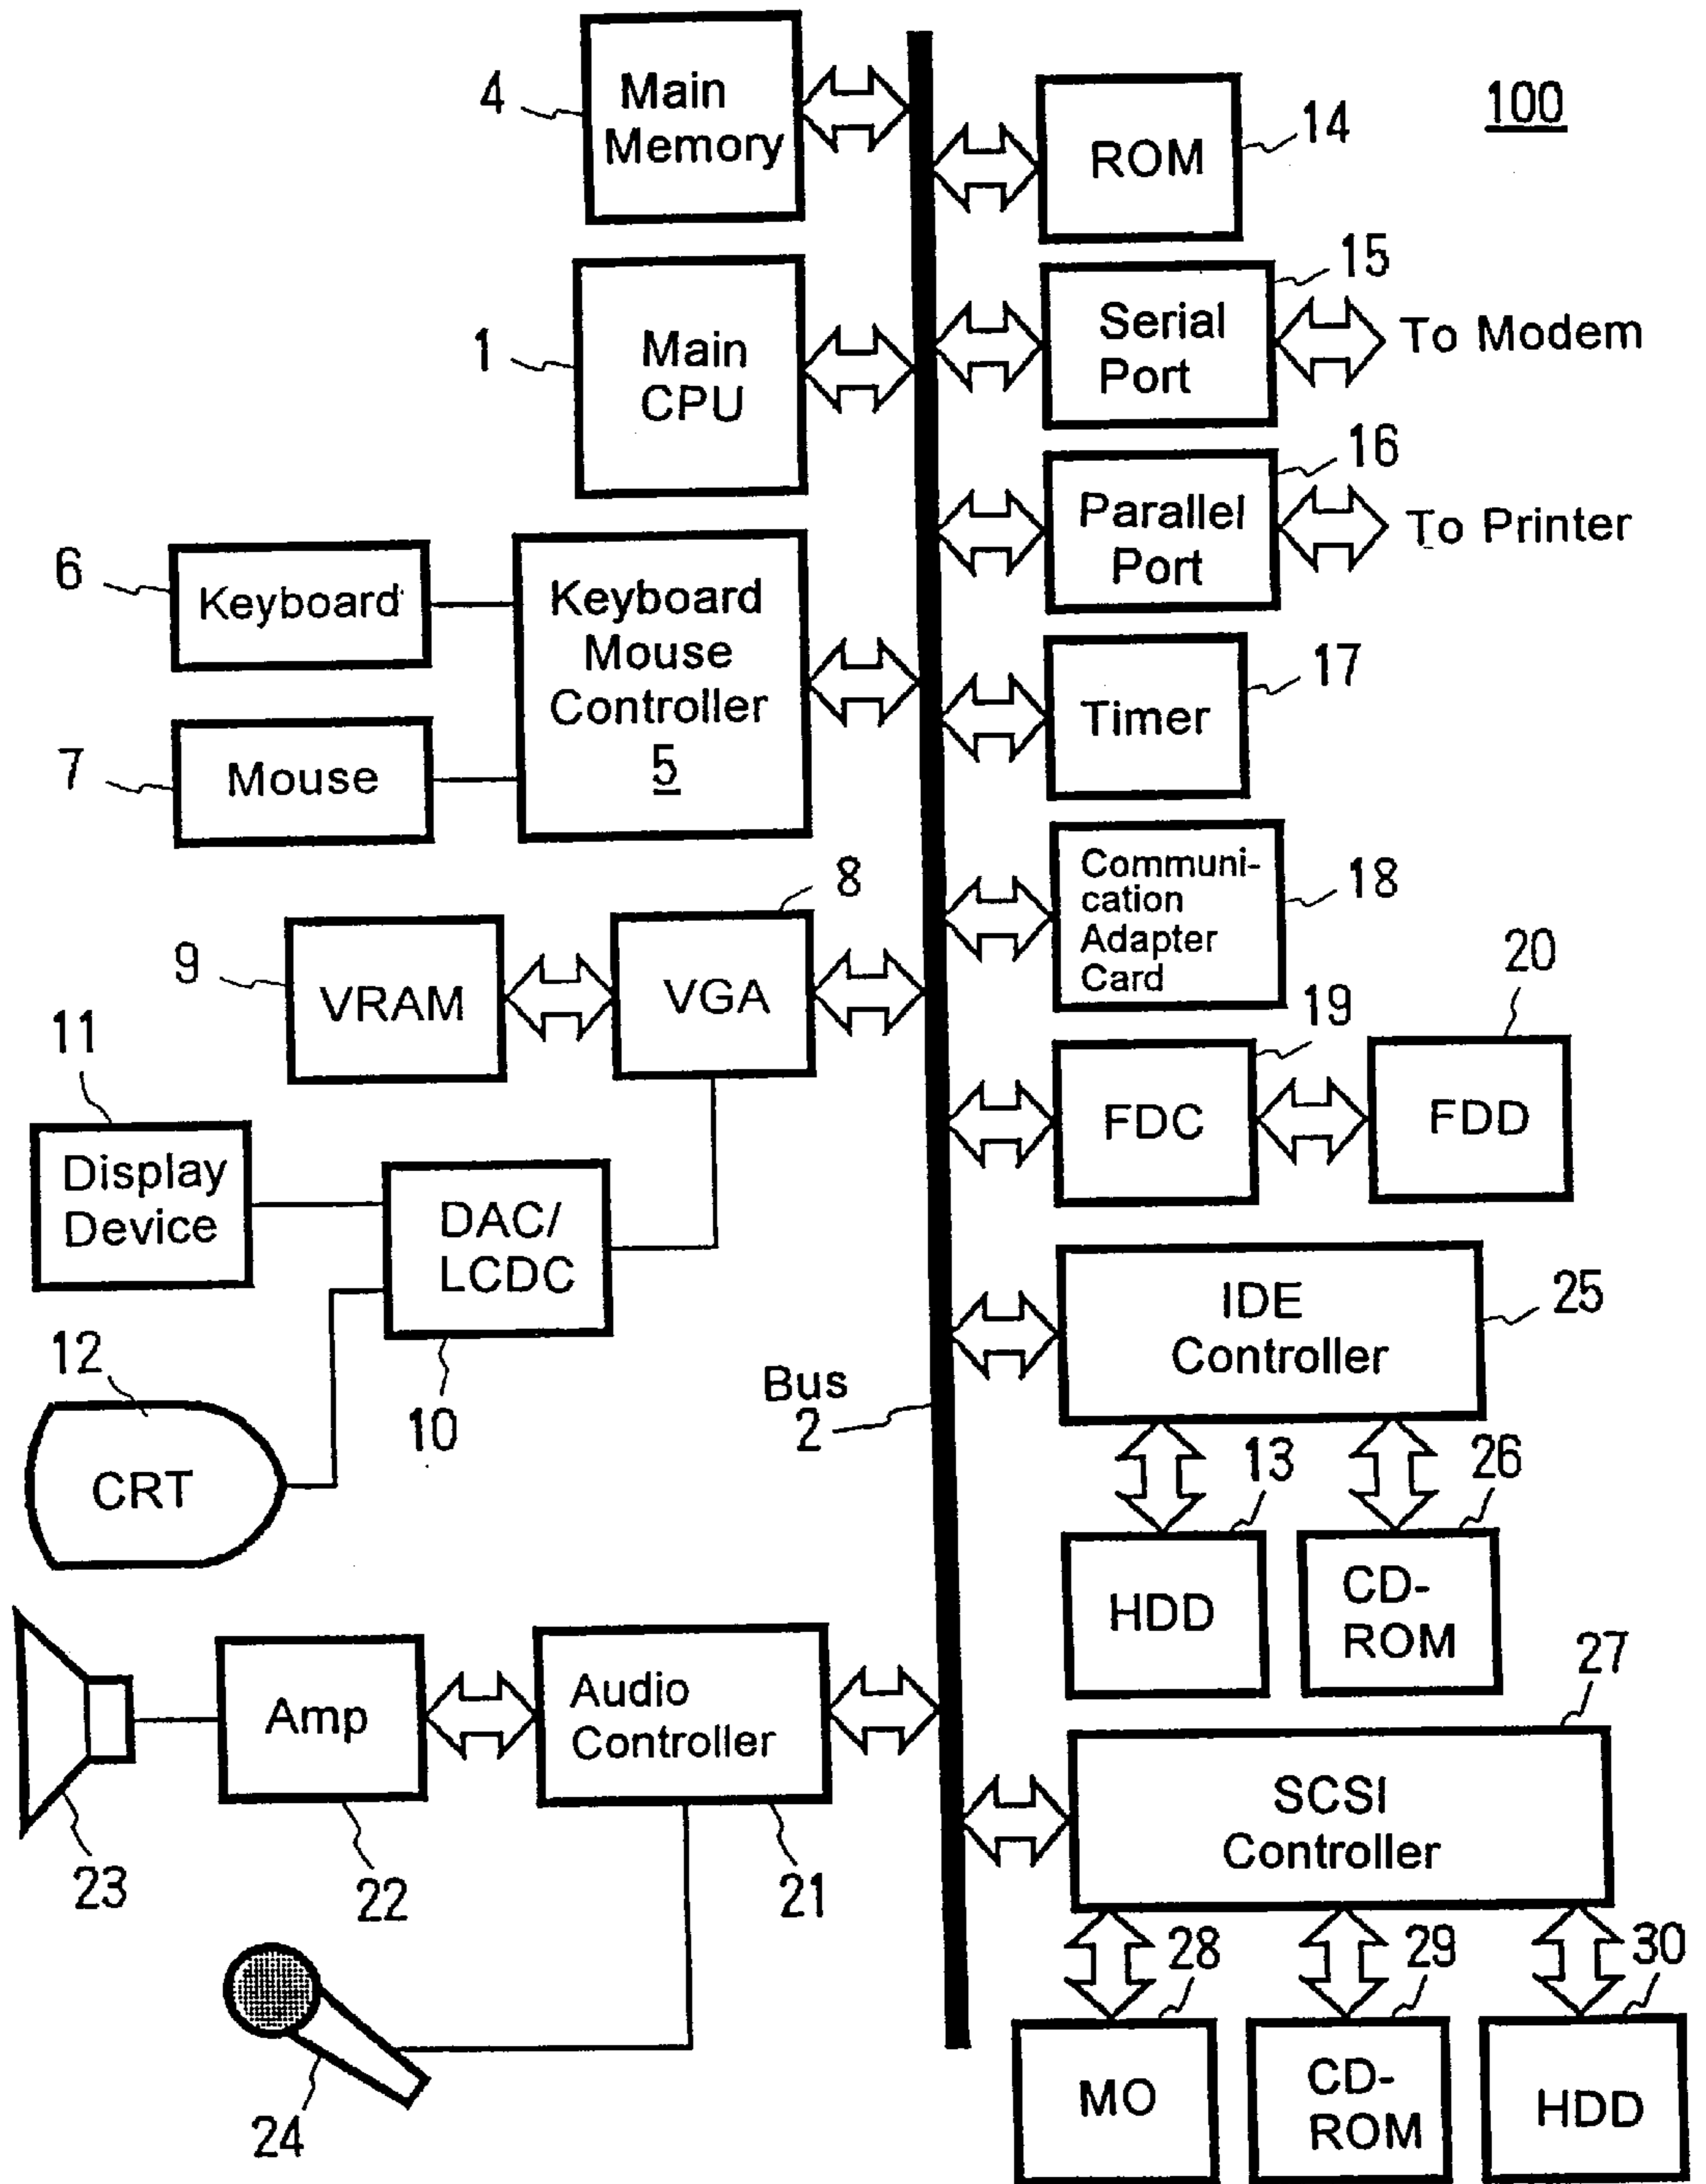 100
4
Main
Memory
ROM
14
1
Main
CPU
Serial
Port
15
To Modem
Parallel
Port
16
To Printer
6
Keyboard
7
Mouse
Keyboard
Mouse
Controller
5
Timer
17
Communi-
cation
Adapter
Card
18
9
VRAM
VGA
8
FDC
19
FDD
20
11
Display
Device
DAC/
LCDC
10
12
CRT
Bus
2
IDE
Controller
25
HDD
13
CD-
ROM
26
23
Amp
22
Audio
Controller
21
24
SCSI
Controller
27
MO
28
CD-
ROM
29
HDD
30